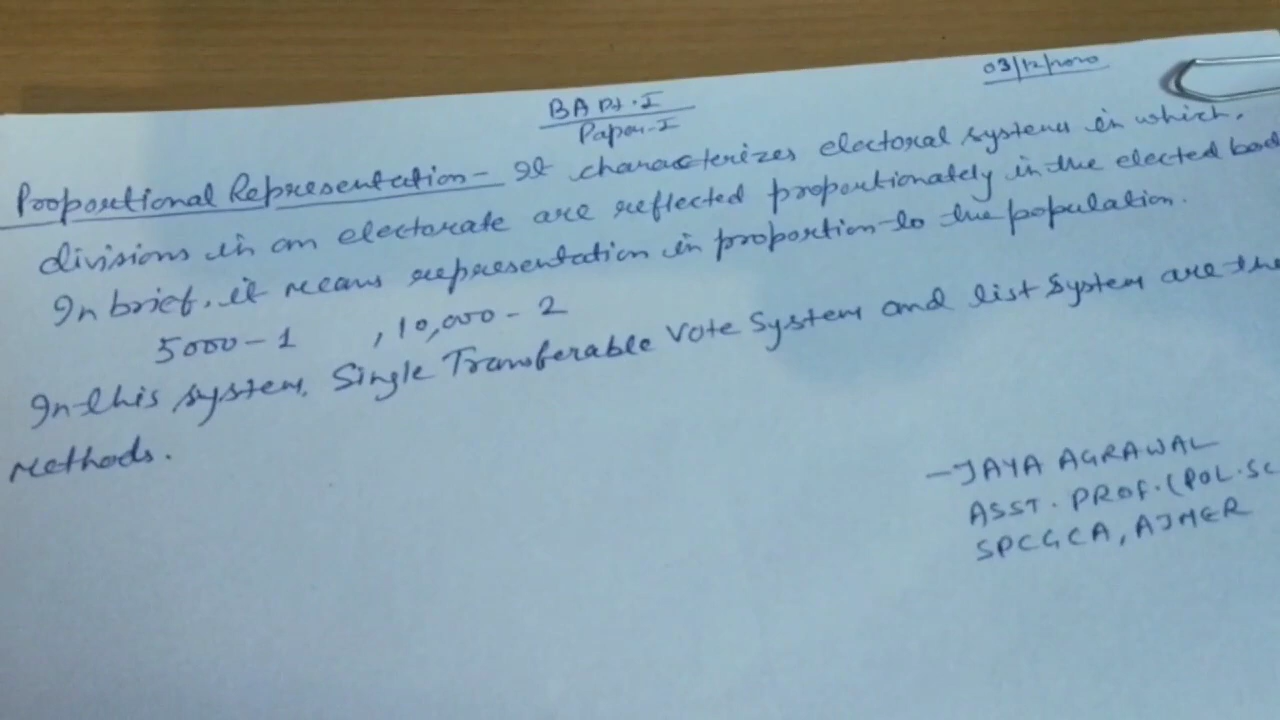 03/12/2020
BA Pt. I
Paper-I
Proportional Representation - It characterizes electoral systems in which,
divisions in an electorate are reflected proportionately in the elected bod
In brief, it means representation in proportion to the population.
5000 - 1 , 10,000 - 2
In this system, Single Transferable Vote System and list System are the
methods.
- JAYA AGRAWAL
ASST. PROF. (POL. SC
SPCGCA, AJMER